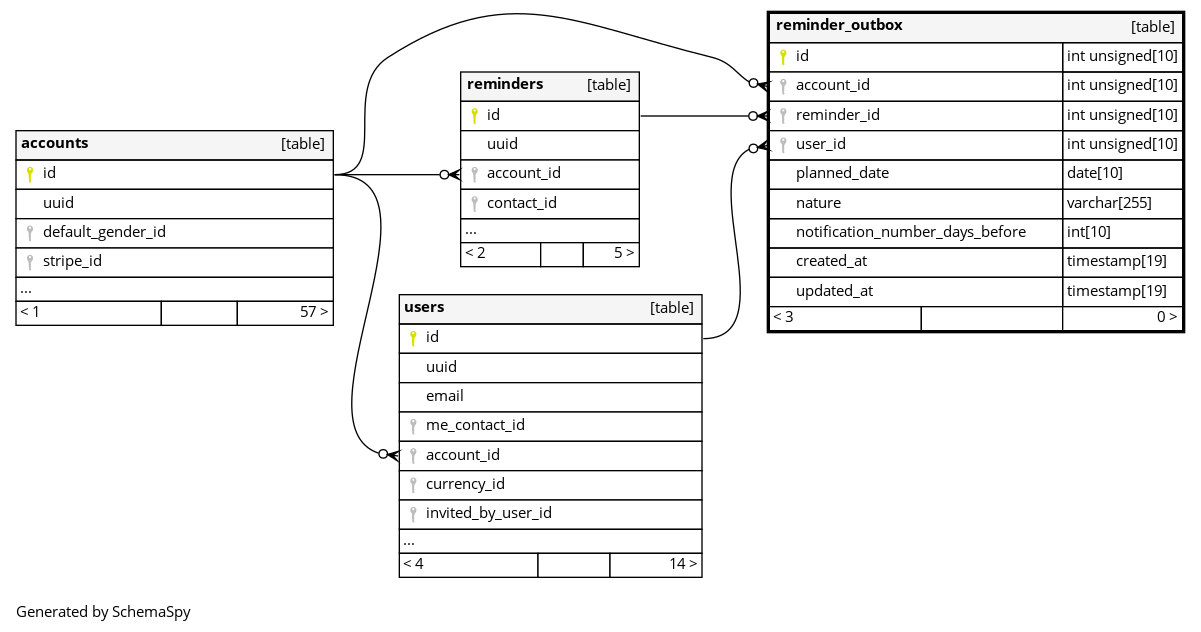 accounts [table]
id
uuid
default_gender_id
stripe_id
...
< 1 57 >
reminders [table]
id
uuid
account_id
contact_id
...
< 2 5 >
users [table]
id
uuid
email
me_contact_id
account_id
currency_id
invited_by_user_id
...
< 4 14 >
reminder_outbox [table]
id int unsigned[10]
account_id int unsigned[10]
reminder_id int unsigned[10]
user_id int unsigned[10]
planned_date date[10]
nature varchar[255]
notification_number_days_before int[10]
created_at timestamp[19]
updated_at timestamp[19]
< 3 0 >
Generated by SchemaSpy